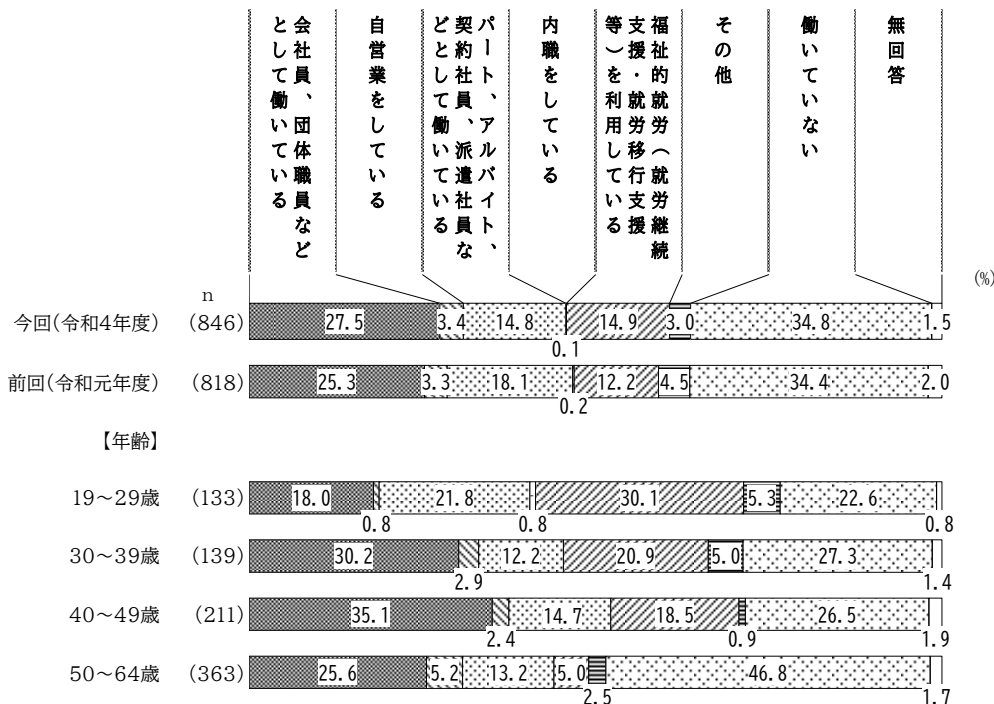 会社員、団体職員など
として働いている
自営業をしている
パート、アルバイト、
契約社員、派遣社員な
どとして働いている
内職をしている
福祉的就労（就労継続
支援・就労移行支援
等）を利用している
その他
働いていない
無回答
(%)
n
今回(令和4年度) (846) 27.5 3.4 14.8 14.9 3.0 34.8 1.5
0.1
前回(令和元年度) (818) 25.3 3.3 18.1 12.2 4.5 34.4 2.0
0.2
【年齢】
19～29歳 (133) 18.0 21.8 30.1 5.3 22.6
0.8 0.8 0.8
30～39歳 (139) 30.2 12.2 20.9 5.0 27.3
2.9 1.4
40～49歳 (211) 35.1 14.7 18.5 26.5
2.4 0.9 1.9
50～64歳 (363) 25.6 5.2 13.2 5.0 46.8
2.5 1.7